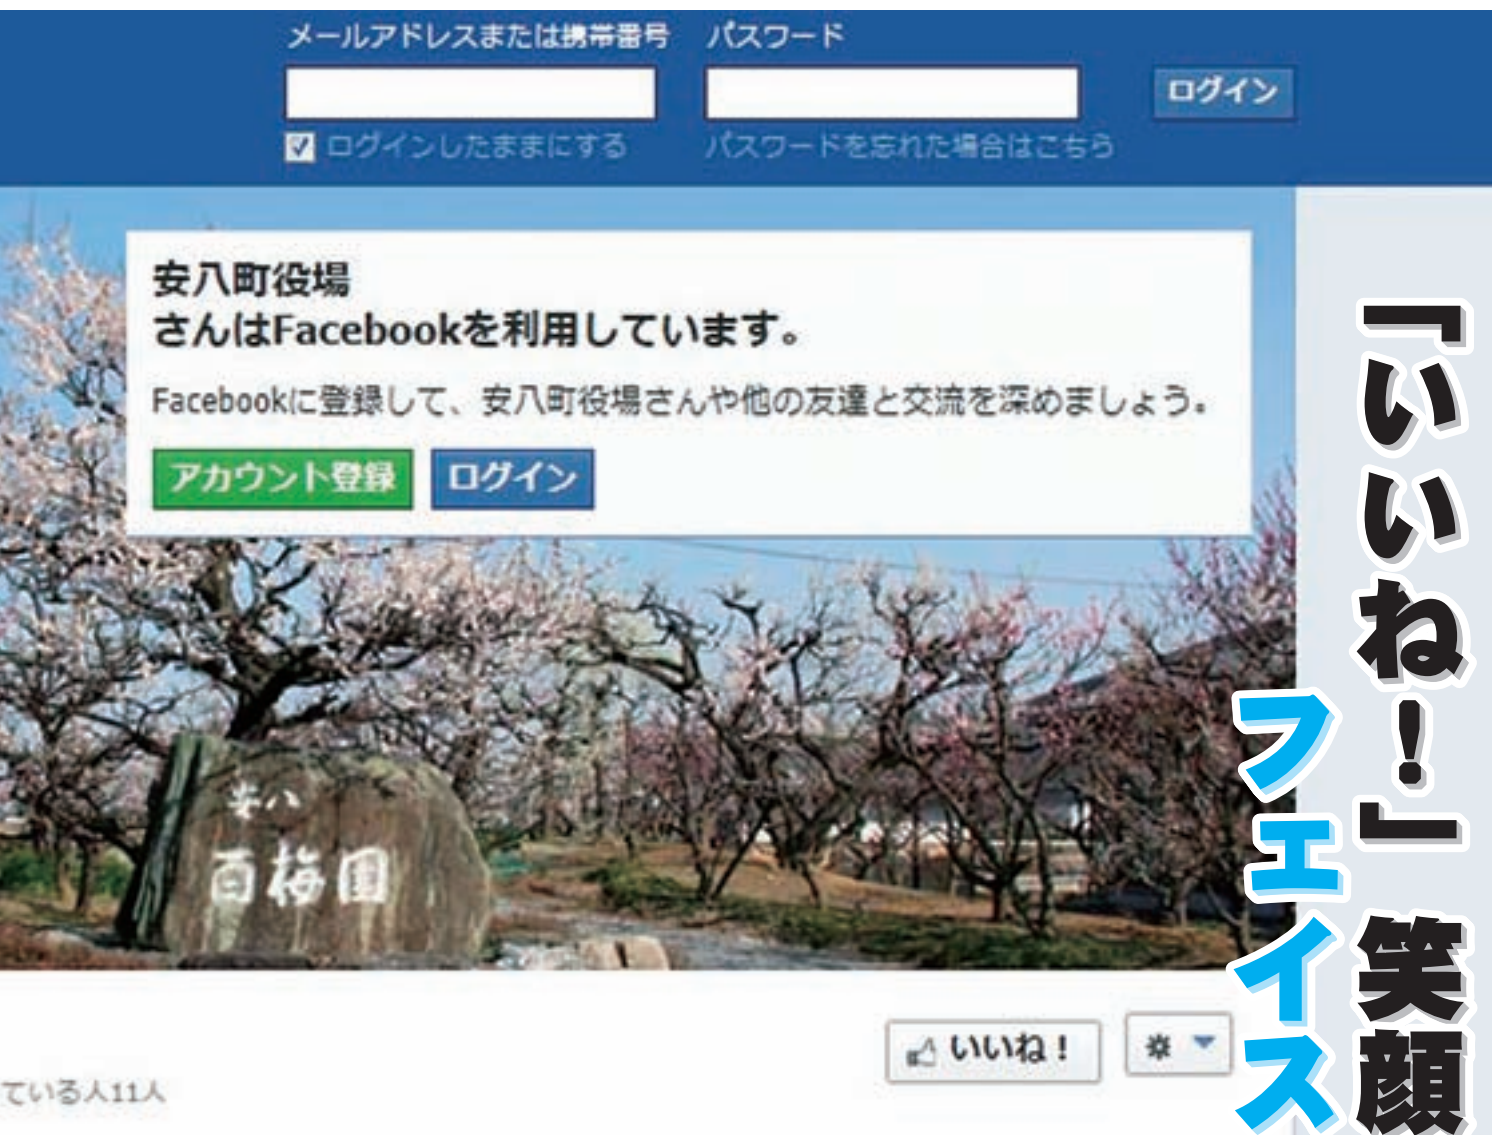 メールアドレスまたは携帯番号
パスワード
ログイン
ログインしたままにする
パスワードを忘れた場合はこちら
安八町役場
さんはFacebookを利用しています。
Facebookに登録して、安八町役場さんや他の友達と交流を深めましょう。
アカウント登録
ログイン
安八
百梅園
いいね！
ている人11人
『いいね！』笑顔
フェイス